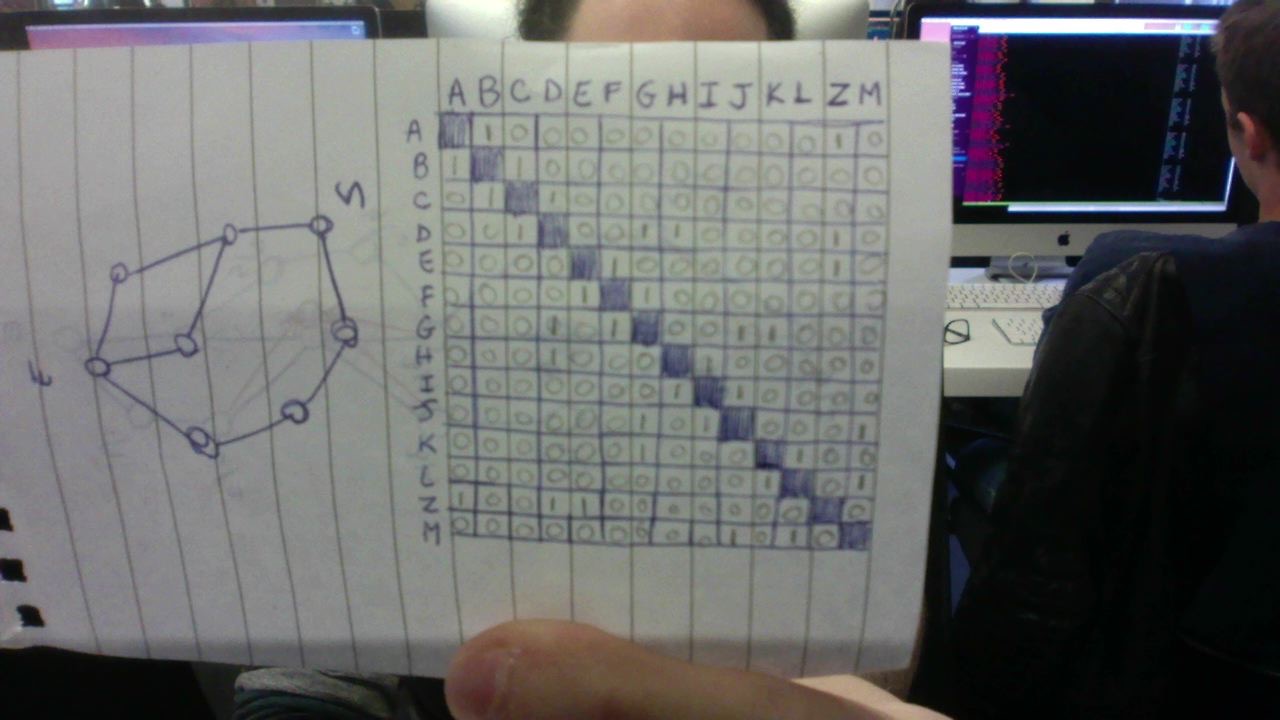 S
t
A B C D E F G H I J K L Z M
A 1 0 0 0 0 0 0 0 0 0 0 1 0
B 1 1 0 0 0 0 0 0 0 0 0 0 0
C 0 1 1 0 0 0 0 0 0 0 0 0 0
D 0 0 1 0 0 1 1 0 0 0 0 1 0
E 0 0 0 0 1 0 0 0 0 0 0 1 0
F 0 0 0 0 1 1 0 0 0 0 0 0 0
G 0 0 0 1 0 1 0 0 1 1 0 0 0
H 0 0 0 1 0 0 0 1 0 0 0 0 0
I 0 0 0 0 0 0 0 1 1 0 0 0 0
J 0 0 0 0 0 0 1 0 1 0 0 0 1
K 0 0 0 0 0 0 1 0 0 0 1 0 0
L 0 0 0 0 0 0 0 0 0 0 1 0 1
Z 1 0 0 1 1 0 0 0 0 0 0 0 0
M 0 0 0 0 0 0 0 0 0 1 0 1 0